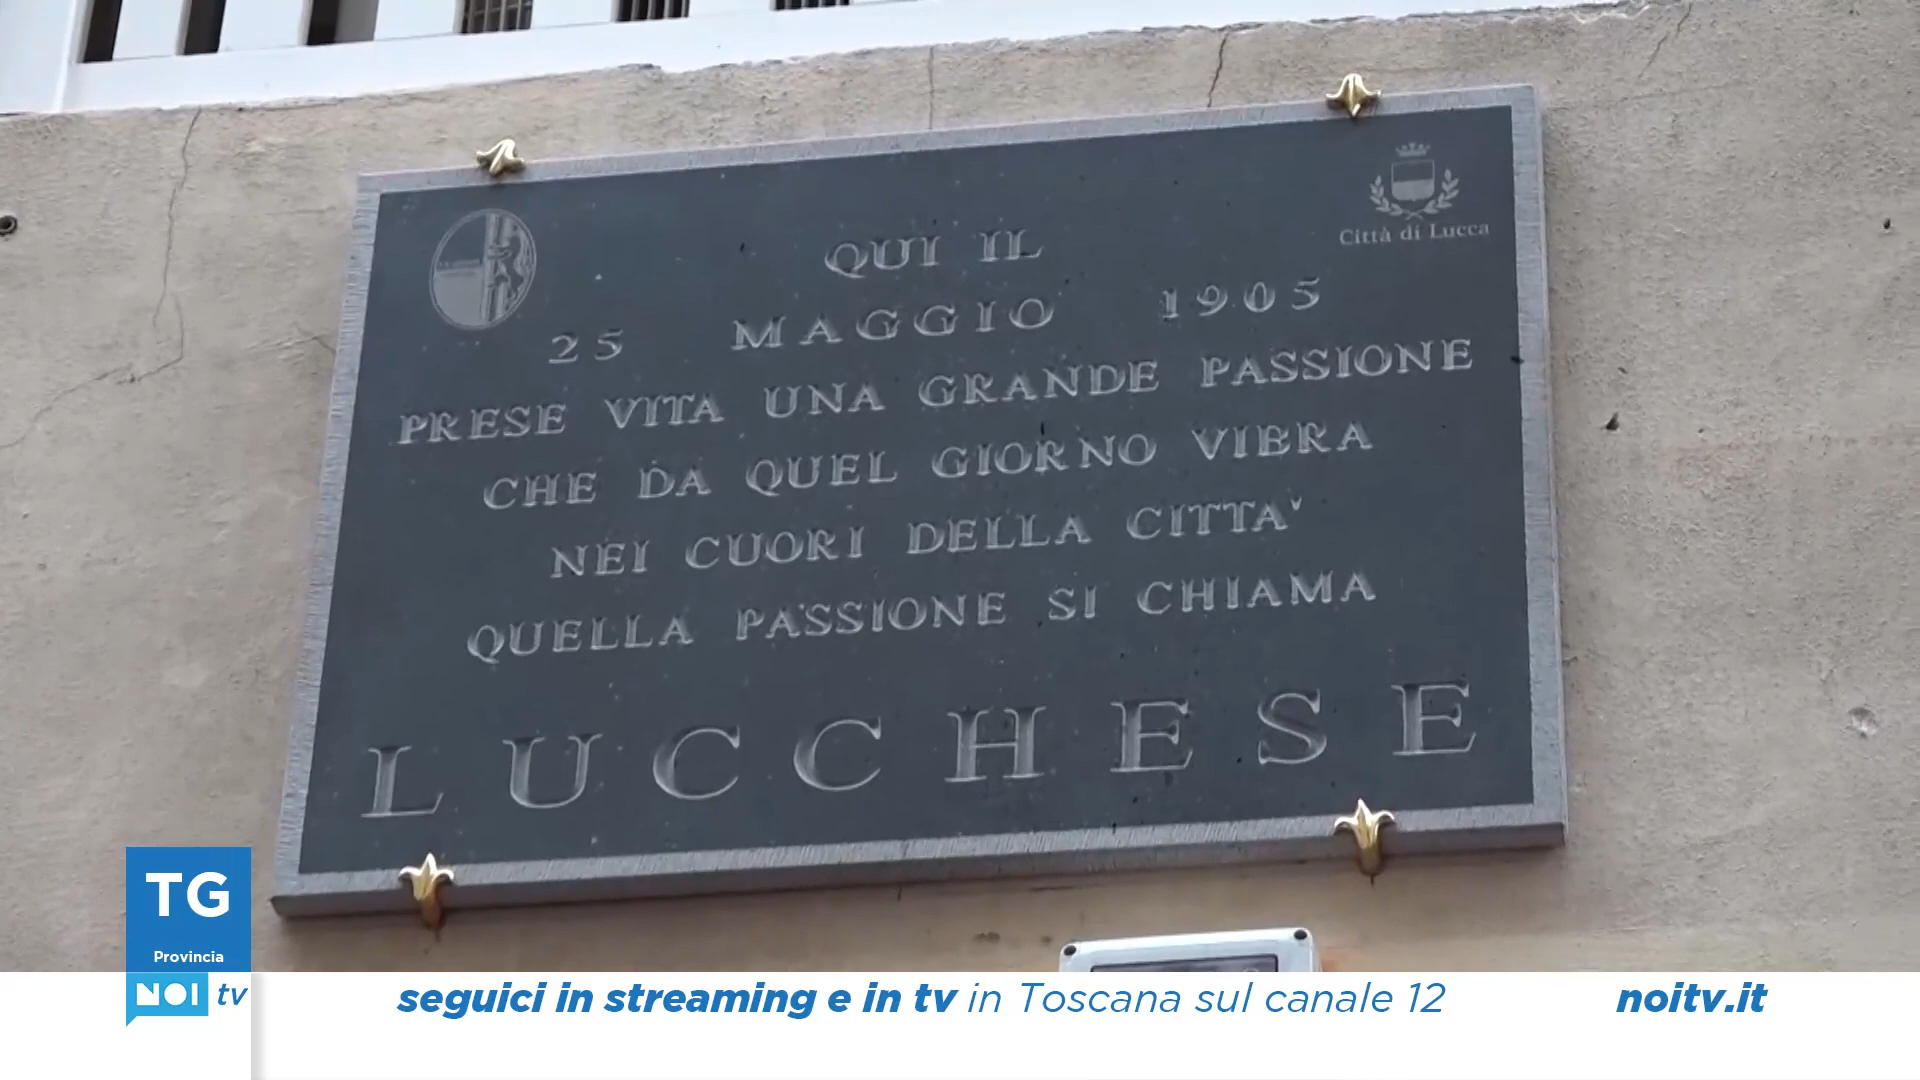 Città di Lucca
QUI IL
25 MAGGIO 1905
PRESE VITA UNA GRANDE PASSIONE
CHE DA QUEL GIORNO VIBRA
NEI CUORI DELLA CITTA'
QUELLA PASSIONE SI CHIAMA
LUCCHESE
TG
Provincia
NOI tv
seguici in streaming e in tv in Toscana sul canale 12
noitv.it